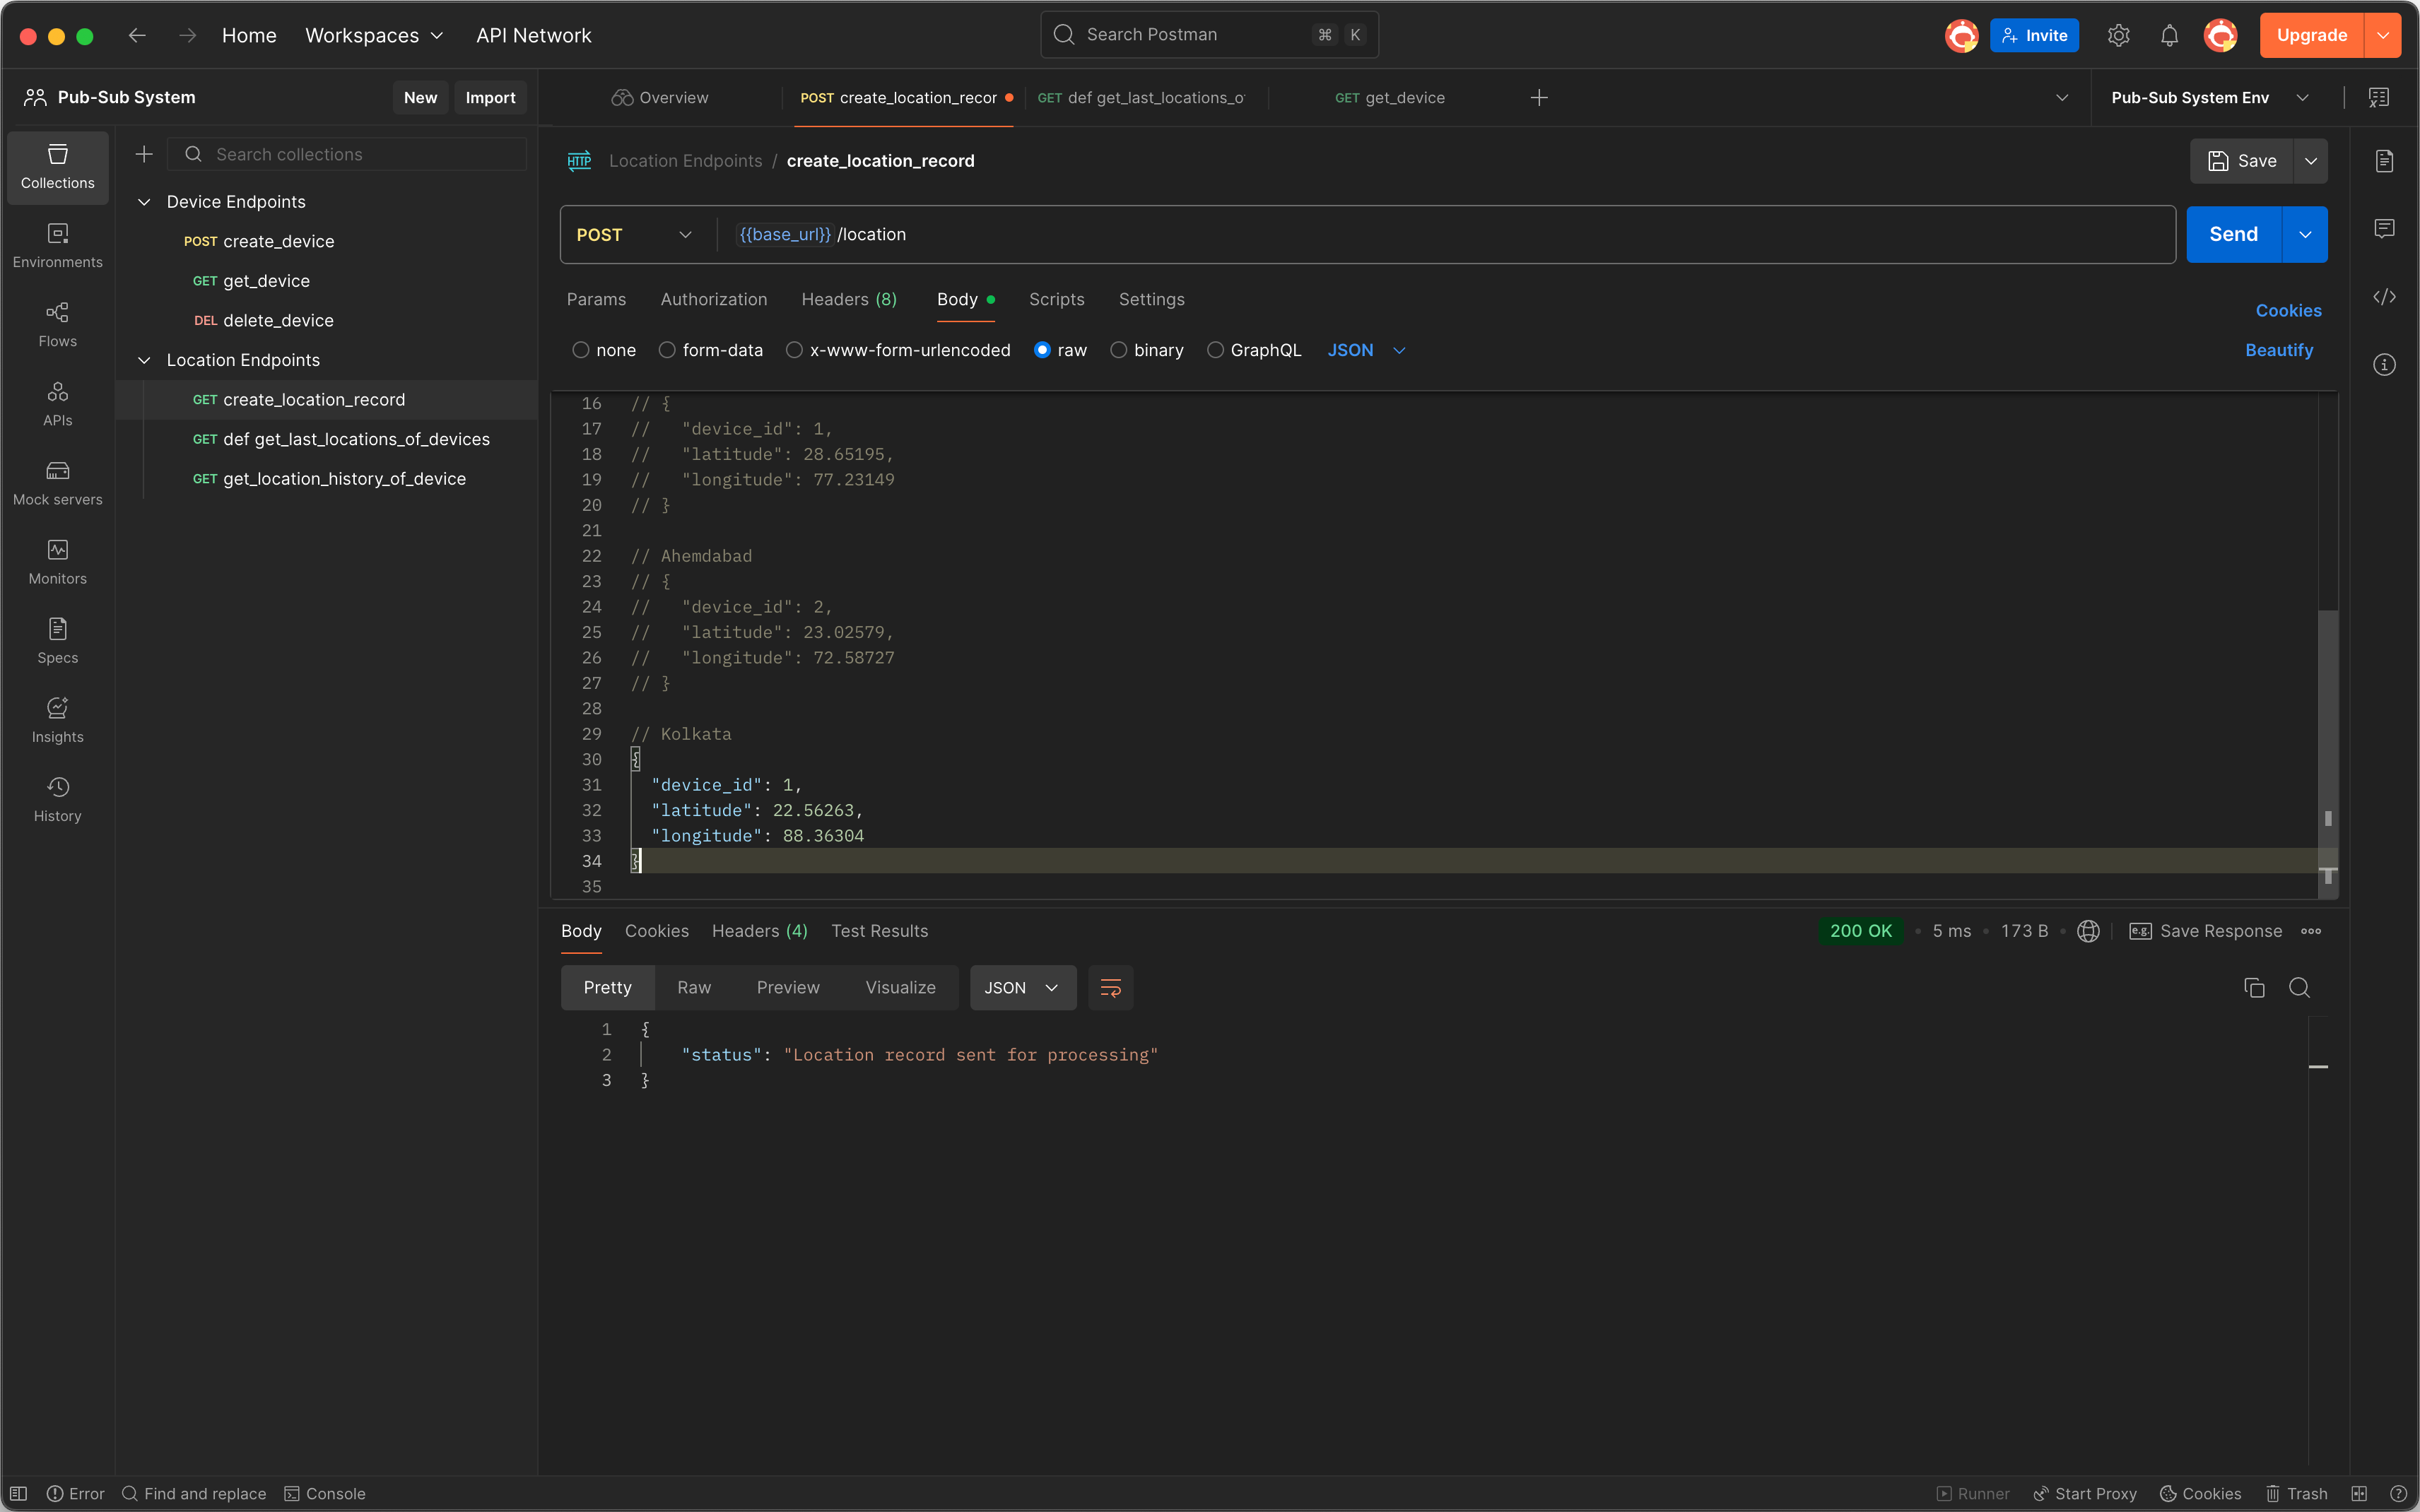 Home Workspaces API Network Search Postman ⌘ K Invite Upgrade
Pub-Sub System New Import
Overview POST create_location_recor GET def get_last_locations_o GET get_device Pub-Sub System Env
Collections
Environments
Flows
APIs
Mock servers
Monitors
Specs
Insights
History
Search collections
Device Endpoints
POST create_device
GET get_device
DEL delete_device
Location Endpoints
GET create_location_record
GET def get_last_locations_of_devices
GET get_location_history_of_device
HTTP Location Endpoints / create_location_record Save
POST {{base_url}} /location Send
Params Authorization Headers (8) Body Scripts Settings Cookies
none form-data x-www-form-urlencoded raw binary GraphQL JSON Beautify
16 // {
17 //   "device_id": 1,
18 //   "latitude": 28.65195,
19 //   "longitude": 77.23149
20 // }
21
22 // Ahemdabad
23 // {
24 //   "device_id": 2,
25 //   "latitude": 23.02579,
26 //   "longitude": 72.58727
27 // }
28
29 // Kolkata
30 {
31   "device_id": 1,
32   "latitude": 22.56263,
33   "longitude": 88.36304
34 }
35
Body Cookies Headers (4) Test Results 200 OK • 5 ms • 173 B e.g. Save Response
Pretty Raw Preview Visualize JSON
1 {
2     "status": "Location record sent for processing"
3 }
Error Find and replace Console Runner Start Proxy Cookies Trash